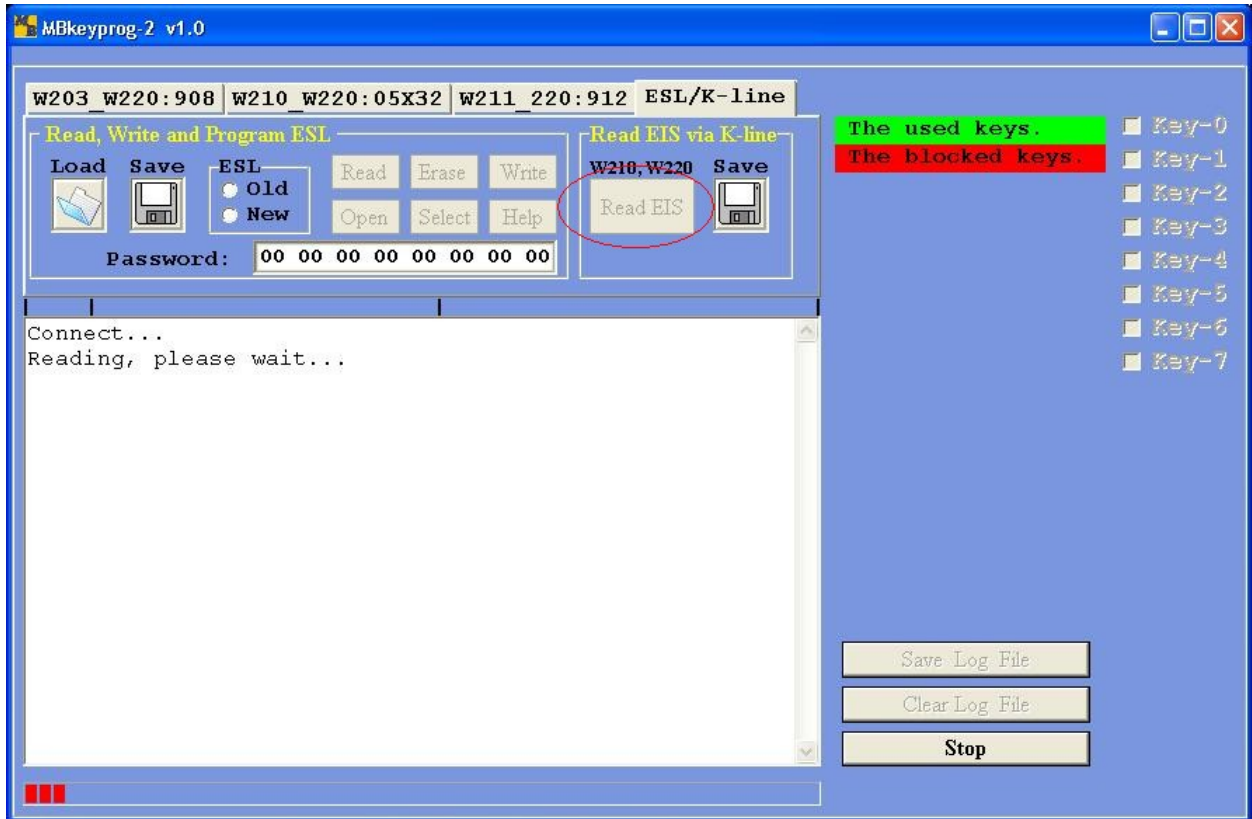 MBkeyprog-2 v1.0
W203_W220:908 W210_W220:05X32 W211_220:912 ESL/K-line
Read, Write and Program ESL
Load Save ESL
Old
New
Read Erase Write
Open Select Help
Password: 00 00 00 00 00 00 00 00
Read EIS via K-line
W210, W220 Save
Read EIS
The used keys.
The blocked keys.
Key-0
Key-1
Key-2
Key-3
Key-4
Key-5
Key-6
Key-7
Connect...
Reading, please wait...
Save Log File
Clear Log File
Stop